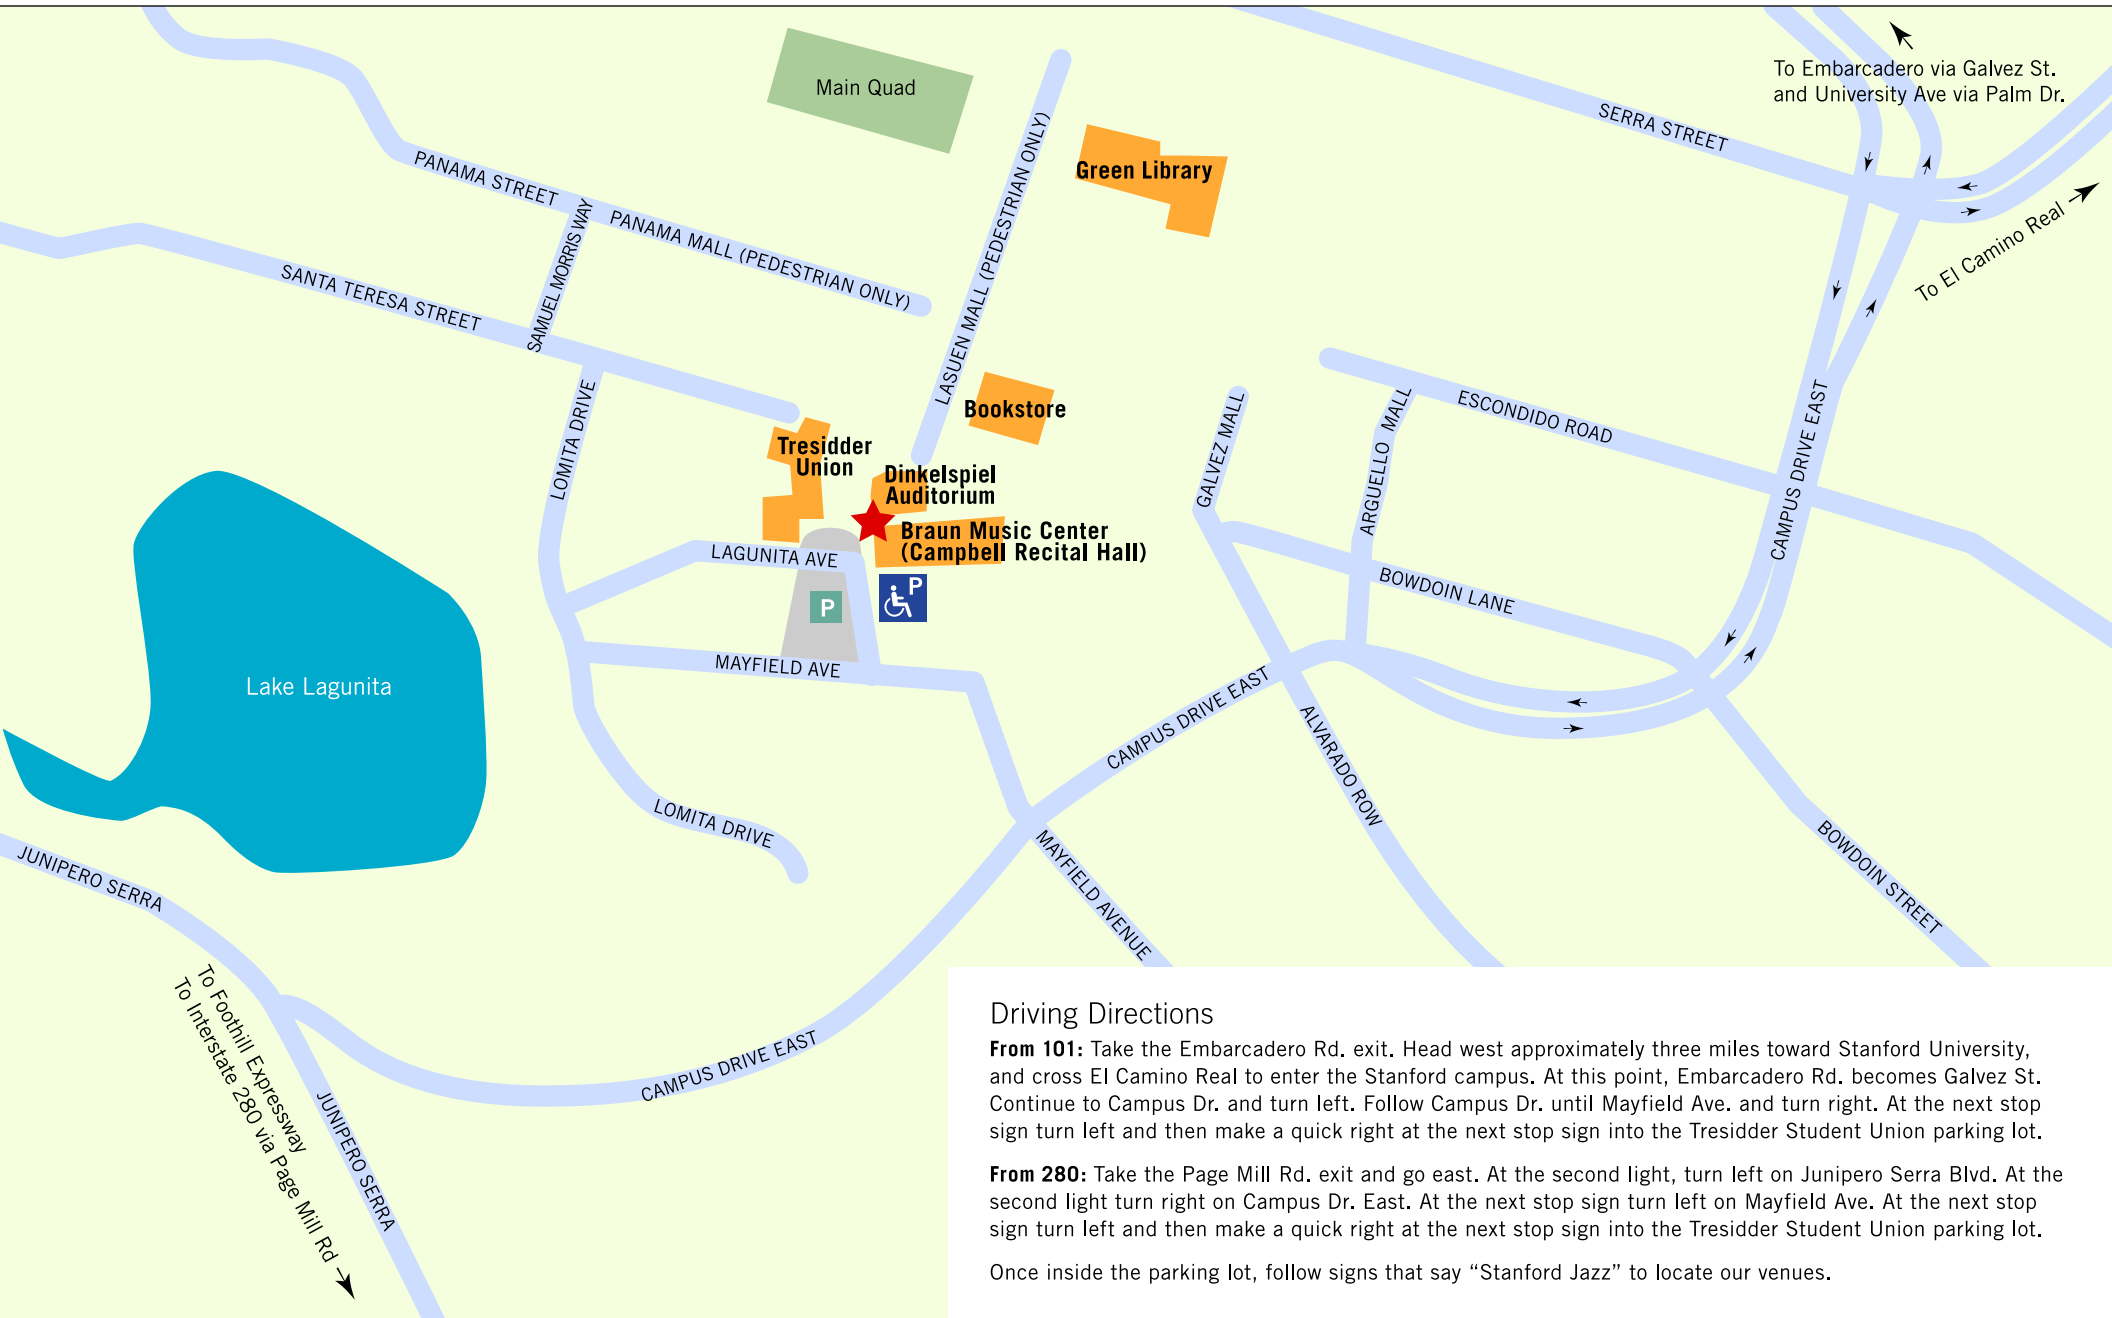 Main Quad
To Embarcadero via Galvez St.
and University Ave via Palm Dr.
SERRA STREET
Green Library
PANAMA STREET
PANAMA MALL (PEDESTRIAN ONLY)
LASUEN MALL (PEDESTRIAN ONLY)
SAMUEL MORRIS WAY
To El Camino Real
SANTA TERESA STREET
LOMITA DRIVE
Bookstore
Tresidder
Union
Dinkelspiel
Auditorium
Braun Music Center
(Campbell Recital Hall)
GALVEZ MALL
ARGUELLO MALL
ESCONDIDO ROAD
CAMPUS DRIVE EAST
LAGUNITA AVE
P
P
BOWDOIN LANE
MAYFIELD AVE
Lake Lagunita
CAMPUS DRIVE EAST
ALVARADO ROW
LOMITA DRIVE
MAYFIELD AVENUE
BOWDOIN STREET
JUNIPERO SERRA
To Foothill Expressway
To Interstate 280 via Page Mill Rd
JUNIPERO SERRA
CAMPUS DRIVE EAST
Driving Directions
From 101: Take the Embarcadero Rd. exit. Head west approximately three miles toward Stanford University,
and cross El Camino Real to enter the Stanford campus. At this point, Embarcadero Rd. becomes Galvez St.
Continue to Campus Dr. and turn left. Follow Campus Dr. until Mayfield Ave. and turn right. At the next stop
sign turn left and then make a quick right at the next stop sign into the Tresidder Student Union parking lot.
From 280: Take the Page Mill Rd. exit and go east. At the second light, turn left on Junipero Serra Blvd. At the
second light turn right on Campus Dr. East. At the next stop sign turn left on Mayfield Ave. At the next stop
sign turn left and then make a quick right at the next stop sign into the Tresidder Student Union parking lot.
Once inside the parking lot, follow signs that say “Stanford Jazz” to locate our venues.